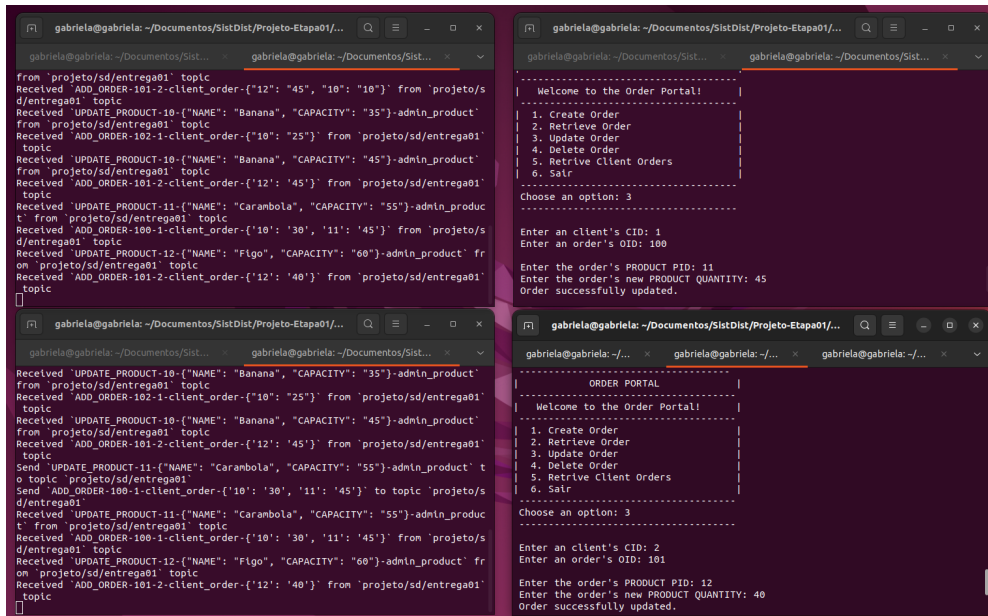 gabriela@gabriela: ~/Documentos/SistDist/Projeto-Etapa01/...
gabriela@gabriela: ~/Documentos/Sist...
gabriela@gabriela: ~/Documentos/Sist...
from `projeto/sd/entrega01` topic
Received `ADD_ORDER-101-2-client_order-{"12": "45", "10": "10"}` from `projeto/s
d/entrega01` topic
Received `UPDATE_PRODUCT-10-{"NAME": "Banana", "CAPACITY": "35"}-admin_product`
from `projeto/sd/entrega01` topic
Received `ADD_ORDER-102-1-client_order-{"10": "25"}` from `projeto/sd/entrega01`
topic
Received `UPDATE_PRODUCT-10-{"NAME": "Banana", "CAPACITY": "45"}-admin_product`
from `projeto/sd/entrega01` topic
Received `ADD_ORDER-101-2-client_order-{'12': '45'}` from `projeto/sd/entrega01`
topic
Received `UPDATE_PRODUCT-11-{"NAME": "Carambola", "CAPACITY": "55"}-admin_produc
t` from `projeto/sd/entrega01` topic
Received `ADD_ORDER-100-1-client_order-{'10': '30', '11': '45'}` from `projeto/s
d/entrega01` topic
Received `UPDATE_PRODUCT-12-{"NAME": "Figo", "CAPACITY": "60"}-admin_product` fr
om `projeto/sd/entrega01` topic
Received `ADD_ORDER-101-2-client_order-{'12': '40'}` from `projeto/sd/entrega01`
topic
gabriela@gabriela: ~/Documentos/SistDist/Projeto-Etapa01/...
gabriela@gabriela: ~/Documentos/Sist...
gabriela@gabriela: ~/Documentos/Sist...
| Welcome to the Order Portal! |
| 1. Create Order |
| 2. Retrieve Order |
| 3. Update Order |
| 4. Delete Order |
| 5. Retrive Client Orders |
| 6. Sair |
Choose an option: 3
Enter an client's CID: 1
Enter an order's OID: 100
Enter the order's PRODUCT PID: 11
Enter the order's new PRODUCT QUANTITY: 45
Order successfully updated.
gabriela@gabriela: ~/Documentos/SistDist/Projeto-Etapa01/...
gabriela@gabriela: ~/Documentos/Sist...
gabriela@gabriela: ~/Documentos/Sist...
Received `UPDATE_PRODUCT-10-{"NAME": "Banana", "CAPACITY": "35"}-admin_product`
from `projeto/sd/entrega01` topic
Received `ADD_ORDER-102-1-client_order-{"10": "25"}` from `projeto/sd/entrega01`
topic
Received `UPDATE_PRODUCT-10-{"NAME": "Banana", "CAPACITY": "45"}-admin_product`
from `projeto/sd/entrega01` topic
Received `ADD_ORDER-101-2-client_order-{'12': '45'}` from `projeto/sd/entrega01`
topic
Send `UPDATE_PRODUCT-11-{"NAME": "Carambola", "CAPACITY": "55"}-admin_product` t
o topic `projeto/sd/entrega01`
Send `ADD_ORDER-100-1-client_order-{'10': '30', '11': '45'}` to topic `projeto/s
d/entrega01`
Received `UPDATE_PRODUCT-11-{"NAME": "Carambola", "CAPACITY": "55"}-admin_produc
t` from `projeto/sd/entrega01` topic
Received `ADD_ORDER-100-1-client_order-{'10': '30', '11': '45'}` from `projeto/s
d/entrega01` topic
Received `UPDATE_PRODUCT-12-{"NAME": "Figo", "CAPACITY": "60"}-admin_product` fr
om `projeto/sd/entrega01` topic
Received `ADD_ORDER-101-2-client_order-{'12': '40'}` from `projeto/sd/entrega01`
topic
gabriela@gabriela: ~/Documentos/SistDist/Projeto-Etapa01/...
gabriela@gabriela: ~/...
gabriela@gabriela: ~/...
gabriela@gabriela: ~/...
| ORDER PORTAL |
| Welcome to the Order Portal! |
| 1. Create Order |
| 2. Retrieve Order |
| 3. Update Order |
| 4. Delete Order |
| 5. Retrive Client Orders |
| 6. Sair |
Choose an option: 3
Enter an client's CID: 2
Enter an order's OID: 101
Enter the order's PRODUCT PID: 12
Enter the order's new PRODUCT QUANTITY: 40
Order successfully updated.